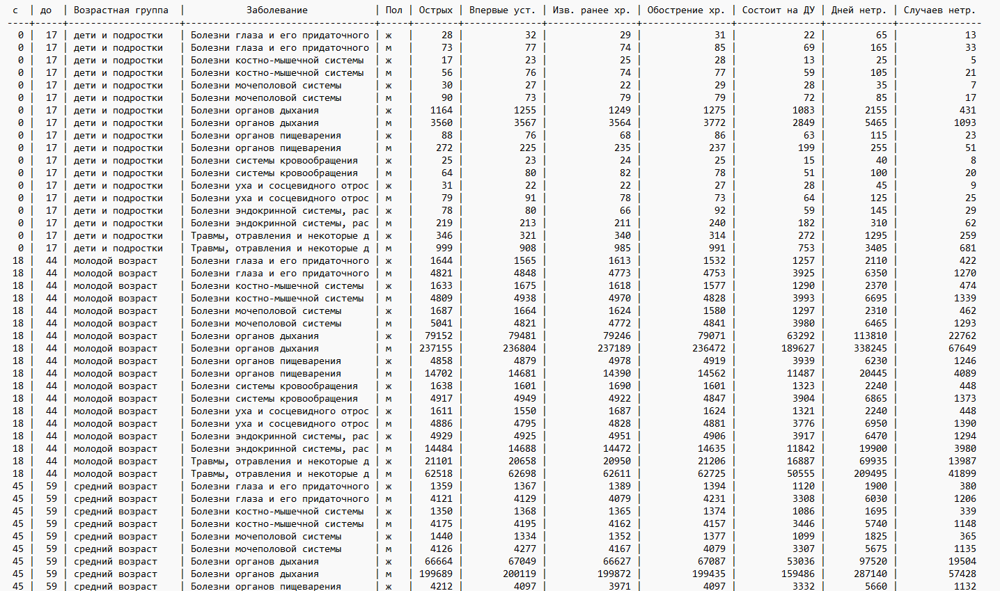 с | до | Возрастная группа | Заболевание | Пол | Острых | Впервые уст. | Изв. ранее хр. | Обострение хр. | Состоит на ДУ | Дней нетр. | Случаев нетр.
0 | 17 | дети и подростки | Болезни глаза и его придаточного | ж | 28 | 32 | 29 | 31 | 22 | 65 | 13
0 | 17 | дети и подростки | Болезни глаза и его придаточного | м | 73 | 77 | 74 | 85 | 69 | 165 | 33
0 | 17 | дети и подростки | Болезни костно-мышечной системы | ж | 17 | 23 | 25 | 28 | 13 | 25 | 5
0 | 17 | дети и подростки | Болезни костно-мышечной системы | м | 56 | 76 | 74 | 77 | 59 | 105 | 21
0 | 17 | дети и подростки | Болезни мочеполовой системы | ж | 30 | 27 | 22 | 29 | 28 | 35 | 7
0 | 17 | дети и подростки | Болезни мочеполовой системы | м | 90 | 73 | 79 | 79 | 72 | 85 | 17
0 | 17 | дети и подростки | Болезни органов дыхания | ж | 1164 | 1255 | 1249 | 1275 | 1083 | 2155 | 431
0 | 17 | дети и подростки | Болезни органов дыхания | м | 3560 | 3567 | 3564 | 3772 | 2849 | 5465 | 1093
0 | 17 | дети и подростки | Болезни органов пищеварения | ж | 88 | 76 | 68 | 86 | 63 | 115 | 23
0 | 17 | дети и подростки | Болезни органов пищеварения | м | 272 | 225 | 235 | 237 | 199 | 255 | 51
0 | 17 | дети и подростки | Болезни системы кровообращения | ж | 25 | 23 | 24 | 25 | 15 | 40 | 8
0 | 17 | дети и подростки | Болезни системы кровообращения | м | 64 | 80 | 82 | 78 | 51 | 100 | 20
0 | 17 | дети и подростки | Болезни уха и сосцевидного отрос | ж | 31 | 22 | 22 | 27 | 28 | 45 | 9
0 | 17 | дети и подростки | Болезни уха и сосцевидного отрос | м | 79 | 91 | 78 | 73 | 64 | 125 | 25
0 | 17 | дети и подростки | Болезни эндокринной системы, рас | ж | 78 | 80 | 66 | 92 | 59 | 145 | 29
0 | 17 | дети и подростки | Болезни эндокринной системы, рас | м | 219 | 213 | 211 | 240 | 182 | 310 | 62
0 | 17 | дети и подростки | Травмы, отравления и некоторые д | ж | 346 | 321 | 340 | 314 | 272 | 1295 | 259
0 | 17 | дети и подростки | Травмы, отравления и некоторые д | м | 999 | 908 | 985 | 991 | 753 | 3405 | 681
18 | 44 | молодой возраст | Болезни глаза и его придаточного | ж | 1644 | 1565 | 1613 | 1532 | 1257 | 2110 | 422
18 | 44 | молодой возраст | Болезни глаза и его придаточного | м | 4821 | 4848 | 4773 | 4753 | 3925 | 6350 | 1270
18 | 44 | молодой возраст | Болезни костно-мышечной системы | ж | 1633 | 1675 | 1618 | 1577 | 1290 | 2370 | 474
18 | 44 | молодой возраст | Болезни костно-мышечной системы | м | 4809 | 4938 | 4970 | 4828 | 3993 | 6695 | 1339
18 | 44 | молодой возраст | Болезни мочеполовой системы | ж | 1687 | 1664 | 1624 | 1580 | 1297 | 2310 | 462
18 | 44 | молодой возраст | Болезни мочеполовой системы | м | 5041 | 4821 | 4772 | 4841 | 3980 | 6465 | 1293
18 | 44 | молодой возраст | Болезни органов дыхания | ж | 79152 | 79481 | 79246 | 79071 | 63292 | 113810 | 22762
18 | 44 | молодой возраст | Болезни органов дыхания | м | 237155 | 236804 | 237189 | 236472 | 189627 | 338245 | 67649
18 | 44 | молодой возраст | Болезни органов пищеварения | ж | 4858 | 4879 | 4978 | 4919 | 3939 | 6230 | 1246
18 | 44 | молодой возраст | Болезни органов пищеварения | м | 14702 | 14681 | 14390 | 14562 | 11487 | 20445 | 4089
18 | 44 | молодой возраст | Болезни системы кровообращения | ж | 1638 | 1601 | 1690 | 1601 | 1323 | 2240 | 448
18 | 44 | молодой возраст | Болезни системы кровообращения | м | 4917 | 4949 | 4922 | 4847 | 3904 | 6865 | 1373
18 | 44 | молодой возраст | Болезни уха и сосцевидного отрос | ж | 1611 | 1550 | 1687 | 1624 | 1321 | 2240 | 448
18 | 44 | молодой возраст | Болезни уха и сосцевидного отрос | м | 4886 | 4795 | 4828 | 4881 | 3776 | 6950 | 1390
18 | 44 | молодой возраст | Болезни эндокринной системы, рас | ж | 4929 | 4925 | 4951 | 4906 | 3917 | 6470 | 1294
18 | 44 | молодой возраст | Болезни эндокринной системы, рас | м | 14484 | 14688 | 14472 | 14635 | 11842 | 19900 | 3980
18 | 44 | молодой возраст | Травмы, отравления и некоторые д | ж | 21101 | 20658 | 20950 | 21206 | 16887 | 69935 | 13987
18 | 44 | молодой возраст | Травмы, отравления и некоторые д | м | 62518 | 62698 | 62611 | 62725 | 50555 | 209495 | 41899
45 | 59 | средний возраст | Болезни глаза и его придаточного | ж | 1359 | 1367 | 1389 | 1394 | 1120 | 1900 | 380
45 | 59 | средний возраст | Болезни глаза и его придаточного | м | 4121 | 4129 | 4079 | 4231 | 3308 | 6030 | 1206
45 | 59 | средний возраст | Болезни костно-мышечной системы | ж | 1350 | 1368 | 1365 | 1374 | 1086 | 1695 | 339
45 | 59 | средний возраст | Болезни костно-мышечной системы | м | 4175 | 4195 | 4162 | 4157 | 3446 | 5740 | 1148
45 | 59 | средний возраст | Болезни мочеполовой системы | ж | 1440 | 1334 | 1352 | 1377 | 1099 | 1825 | 365
45 | 59 | средний возраст | Болезни мочеполовой системы | м | 4126 | 4277 | 4167 | 4079 | 3307 | 5675 | 1135
45 | 59 | средний возраст | Болезни органов дыхания | ж | 66664 | 67049 | 66627 | 67087 | 53036 | 97520 | 19504
45 | 59 | средний возраст | Болезни органов дыхания | м | 199689 | 200119 | 199872 | 199435 | 159486 | 287140 | 57428
45 | 59 | средний возраст | Болезни органов пищеварения | ж | 4212 | 4097 | 3971 | 4097 | 3332 | 5660 | 1132